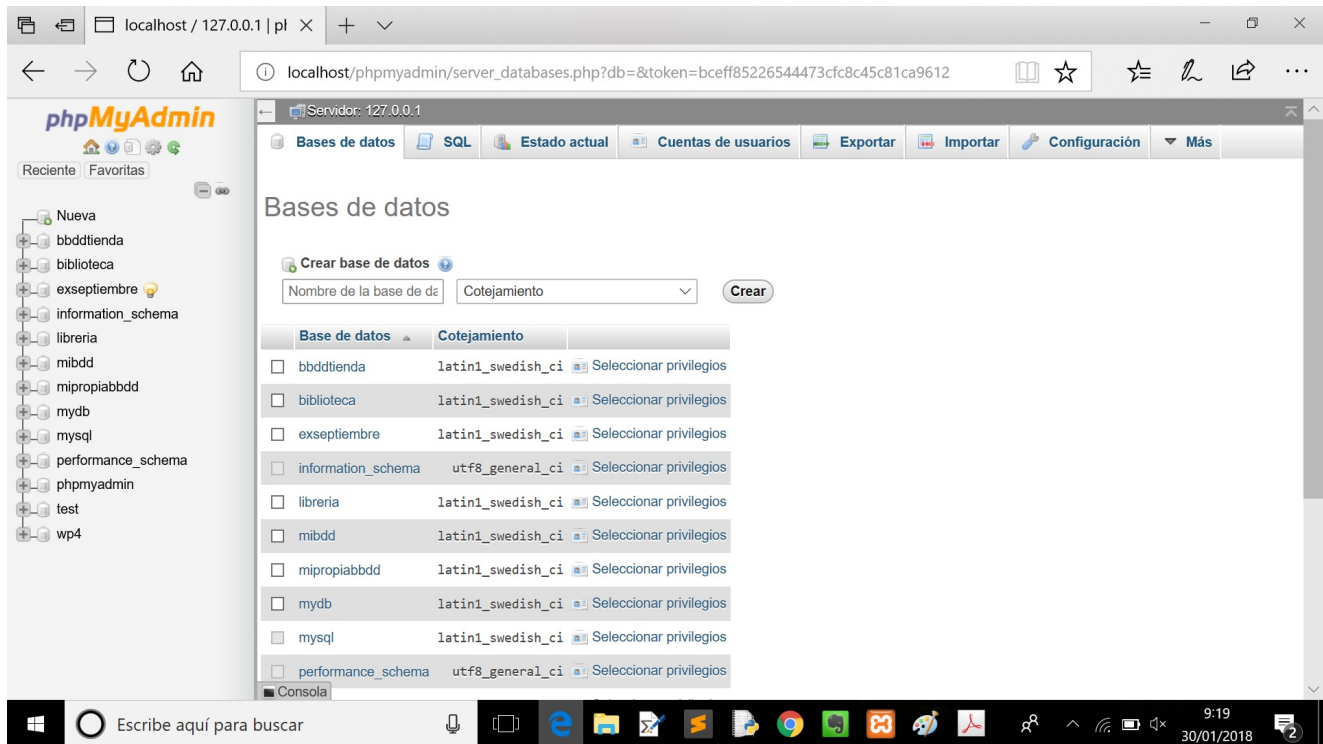 localhost / 127.0.0.1 | pl
localhost/phpmyadmin/server_databases.php?db=&token=bceff85226544473cfc8c45c81ca9612
phpMyAdmin
Reciente Favoritas
Nueva
bbddtienda
biblioteca
exseptiembre
information_schema
libreria
mibdd
mipropiabbdd
mydb
mysql
performance_schema
phpmyadmin
test
wp4
Servidor: 127.0.0.1
Bases de datos SQL Estado actual Cuentas de usuarios Exportar Importar Configuración Más
Bases de datos
Crear base de datos
Nombre de la base de da Cotejamiento Crear
Base de datos Cotejamiento
bbddtienda latin1_swedish_ci Seleccionar privilegios
biblioteca latin1_swedish_ci Seleccionar privilegios
exseptiembre latin1_swedish_ci Seleccionar privilegios
information_schema utf8_general_ci Seleccionar privilegios
libreria latin1_swedish_ci Seleccionar privilegios
mibdd latin1_swedish_ci Seleccionar privilegios
mipropiabbdd latin1_swedish_ci Seleccionar privilegios
mydb latin1_swedish_ci Seleccionar privilegios
mysql latin1_swedish_ci Seleccionar privilegios
performance_schema utf8_general_ci Seleccionar privilegios
Consola
Escribe aquí para buscar
9:19
30/01/2018
2